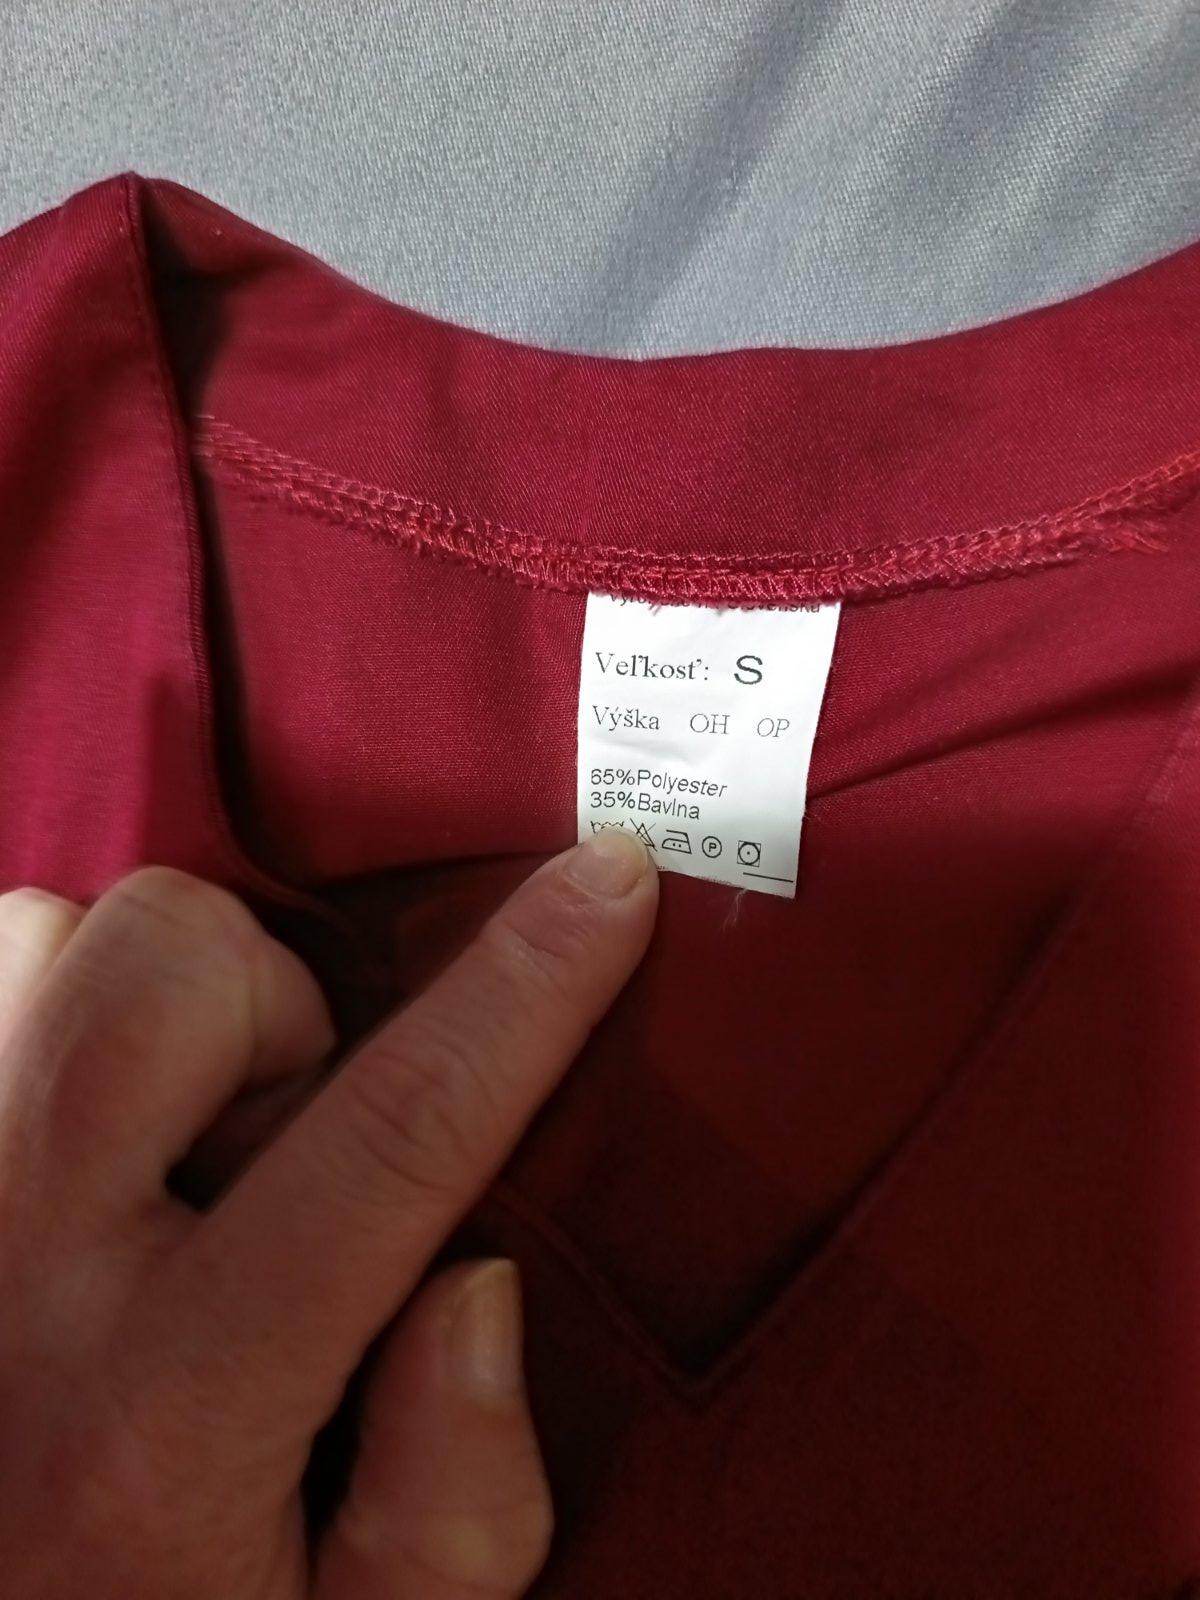 Veľkosť: S
Výška OH OP
65%Polyester
35%Bavlna
P